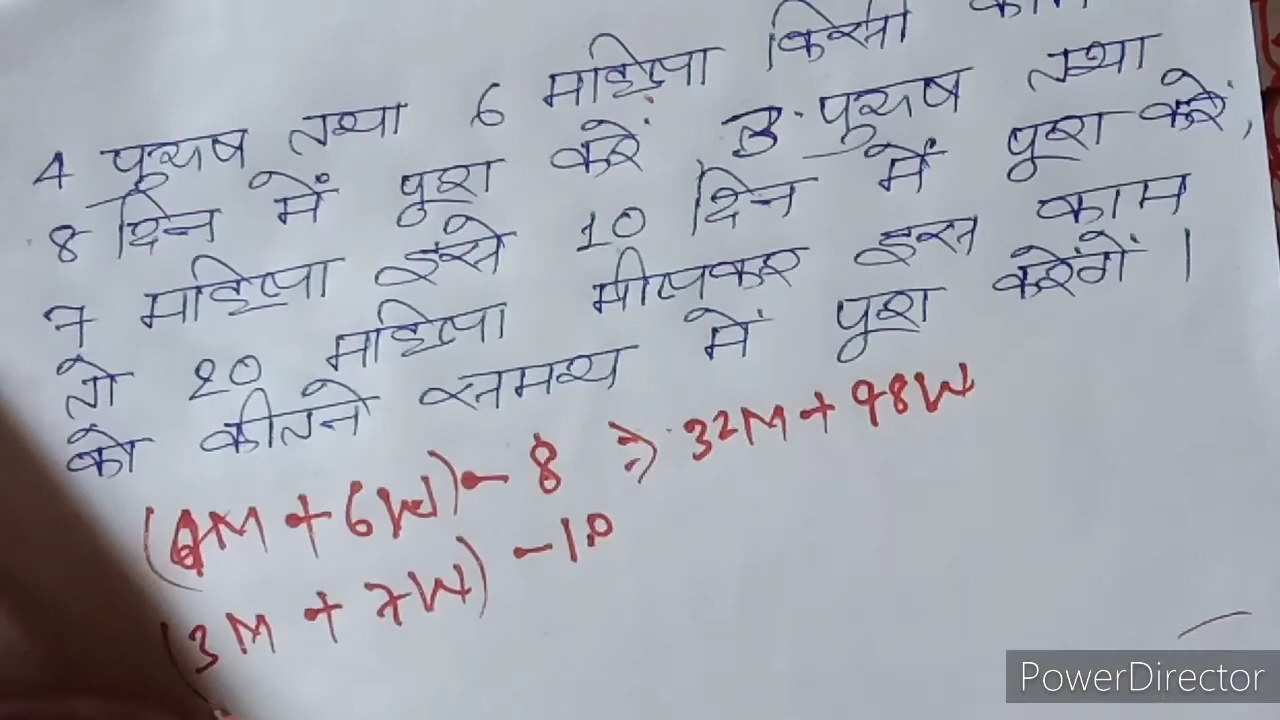 4 पुरूष तथा 6 महिला किसी काम
8 दिन में पूरा करें 3 पुरूष तथा
7 महिला इसे 10 दिन में पूरा करें,
तो 20 महिला मीलकर इस काम
को कीतने समय में पूरा करेंगें ।
(4M + 6W) - 8 ⇒ 32M + 48W
(3M + 7W) - 10
PowerDirector